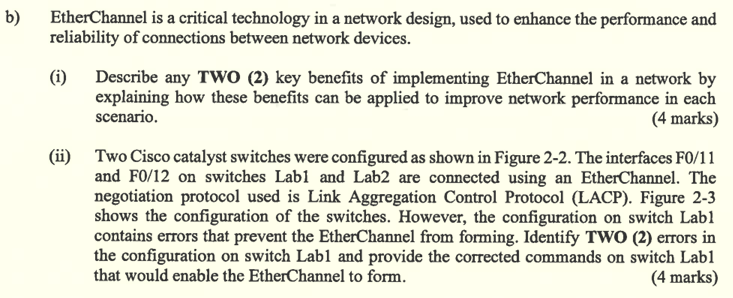 b) EtherChannel is a critical technology in a network design, used to enhance the performance and
reliability of connections between network devices.
(i) Describe any TWO (2) key benefits of implementing EtherChannel in a network by
explaining how these benefits can be applied to improve network performance in each
scenario. (4 marks)
(ii) Two Cisco catalyst switches were configured as shown in Figure 2-2. The interfaces F0/11
and F0/12 on switches Lab1 and Lab2 are connected using an EtherChannel. The
negotiation protocol used is Link Aggregation Control Protocol (LACP). Figure 2-3
shows the configuration of the switches. However, the configuration on switch Lab1
contains errors that prevent the EtherChannel from forming. Identify TWO (2) errors in
the configuration on switch Lab1 and provide the corrected commands on switch Lab1
that would enable the EtherChannel to form. (4 marks)